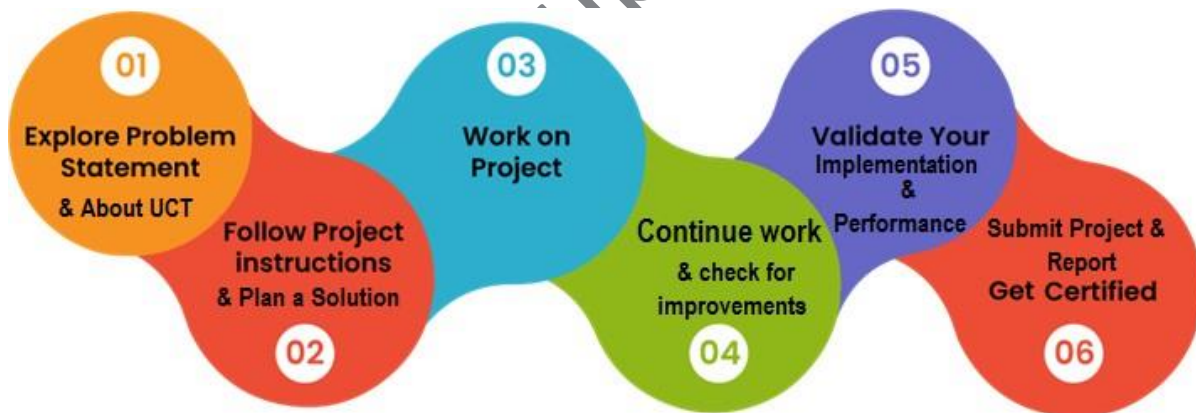 01
Explore Problem
Statement
& About UCT
Follow Project
instructions
& Plan a Solution
02
03
Work on
Project
Continue work
& check for
improvements
04
05
Validate Your
Implementation
&
Performance
Submit Project &
Report
Get Certified
06